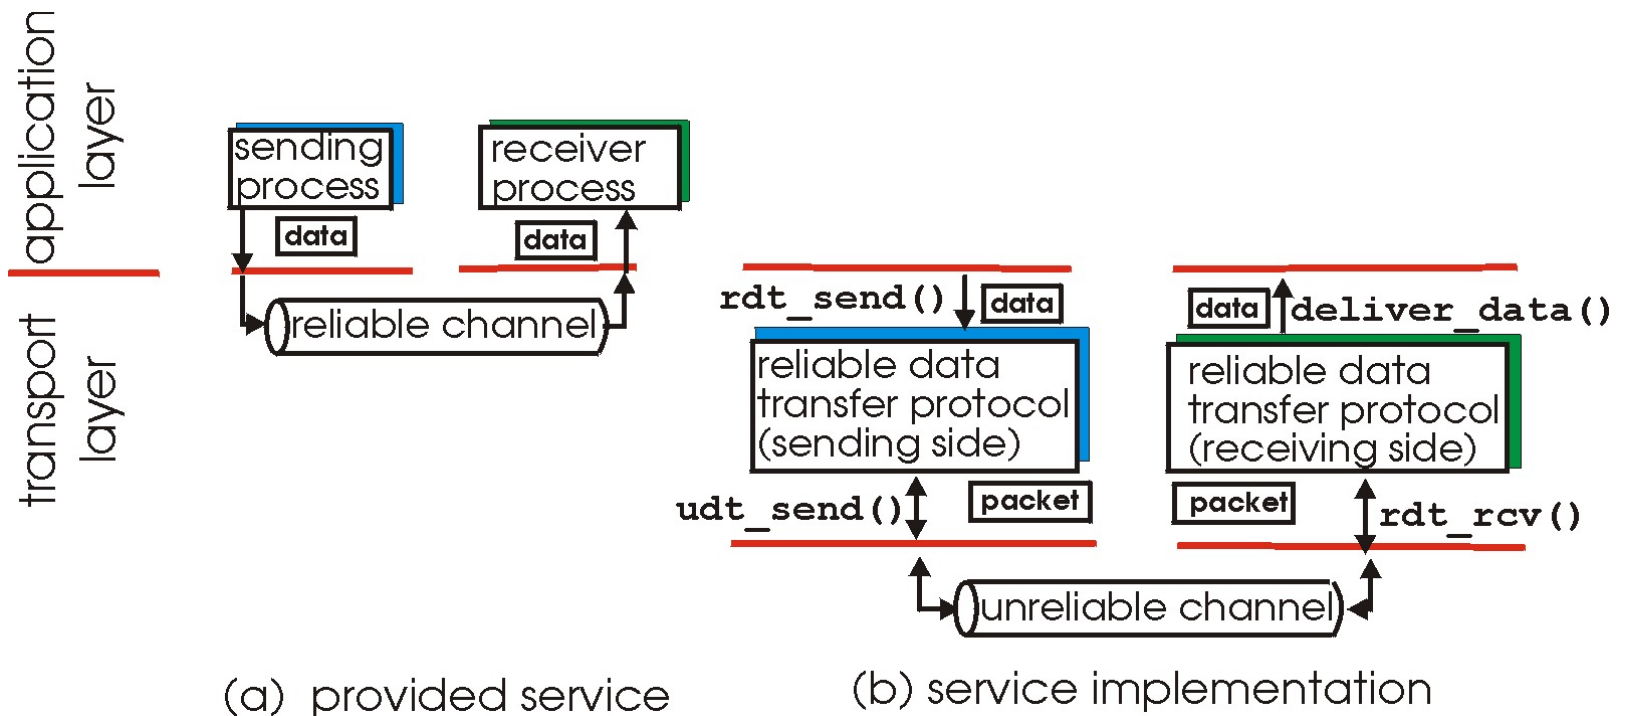 application
layer
transport
layer
sending
process
data
receiver
process
data
reliable channel
(a) provided service
rdt_send()
data
reliable data
transfer protocol
(sending side)
udt_send()
packet
data
deliver_data()
reliable data
transfer protocol
(receiving side)
packet
rdt_rcv()
unreliable channel
(b) service implementation